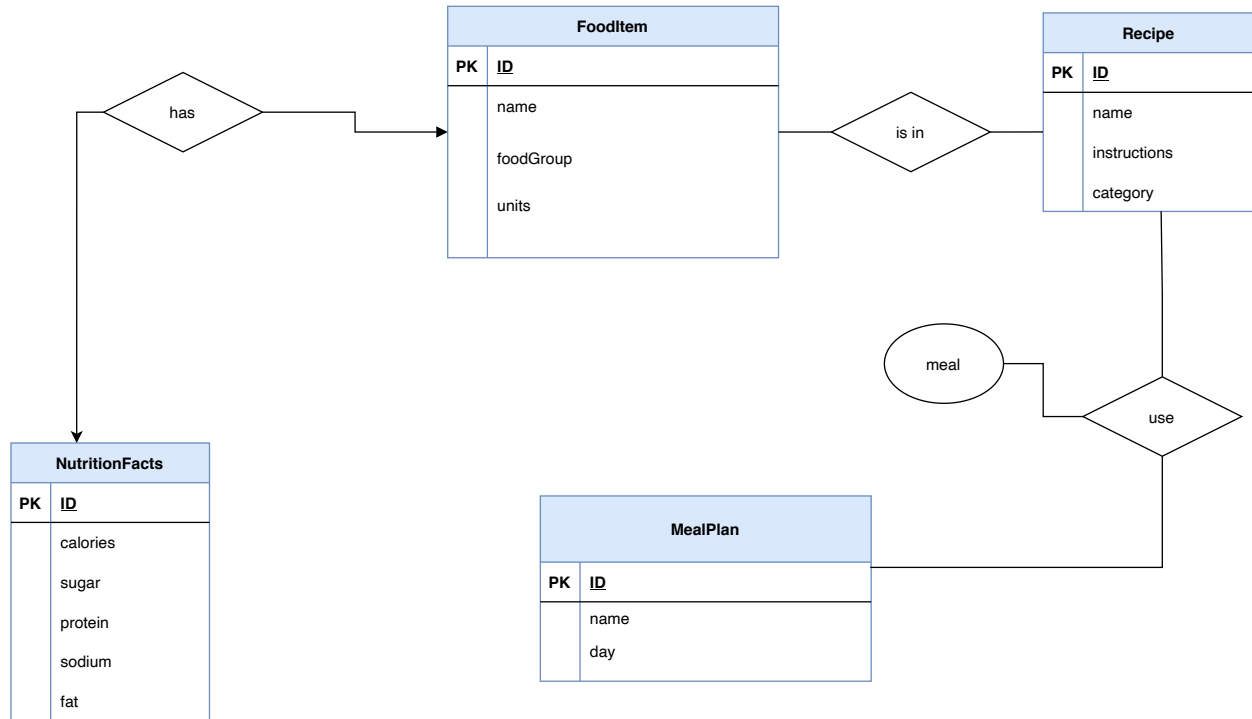 FoodItem
PK ID
name
foodGroup
units
Recipe
PK ID
name
instructions
category
has
is in
meal
use
NutritionFacts
PK ID
calories
sugar
protein
sodium
fat
MealPlan
PK ID
name
day